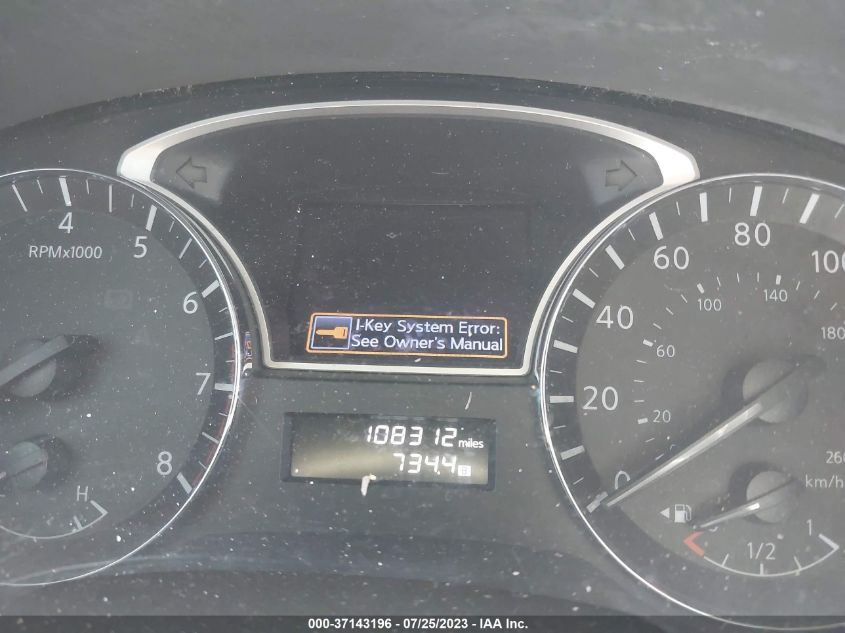 4
5
6
7
8
RPMx1000
H
I-Key System Error:
See Owner's Manual
108312 miles
734.4 B
0
20
40
60
80
100
20
60
100
140
180
260
km/h
0
1/2
1
000-37143196 - 07/25/2023 - IAA Inc.